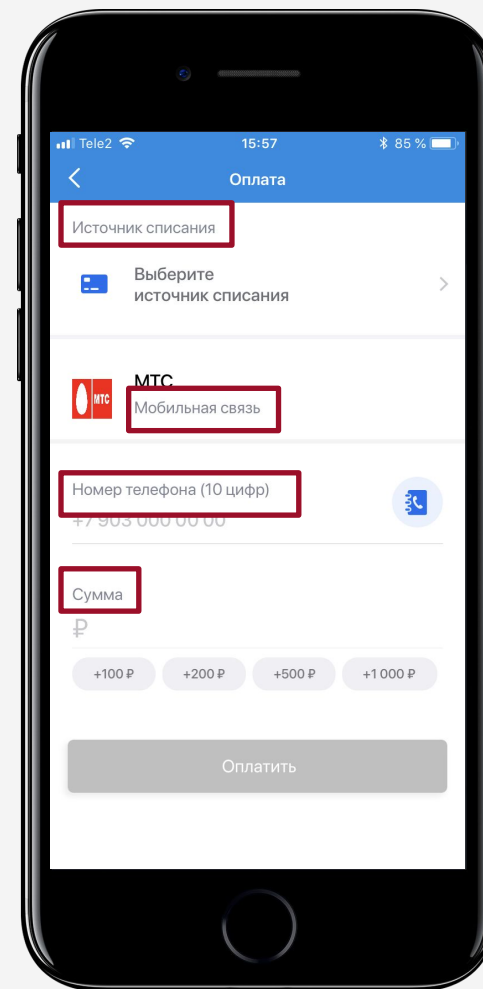 Tele2
15:57
85 %
Оплата
Источник списания
Выберите
источник списания
МТС
МТС
Мобильная связь
Номер телефона (10 цифр)
+7 903 000 00 00
Сумма
₽
+100 ₽ +200 ₽ +500 ₽ +1 000 ₽
Оплатить